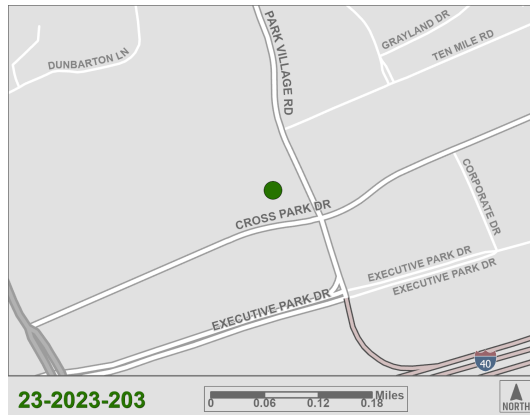 PARK VILLAGE RD
GRAYLAND DR
TEN MILE RD
DUNBARTON LN
CROSS PARK DR
CORPORATE DR
EXECUTIVE PARK DR
EXECUTIVE PARK DR
EXECUTIVE PARK DR
40
23-2023-203
Miles
0 0.06 0.12 0.18
NORTH